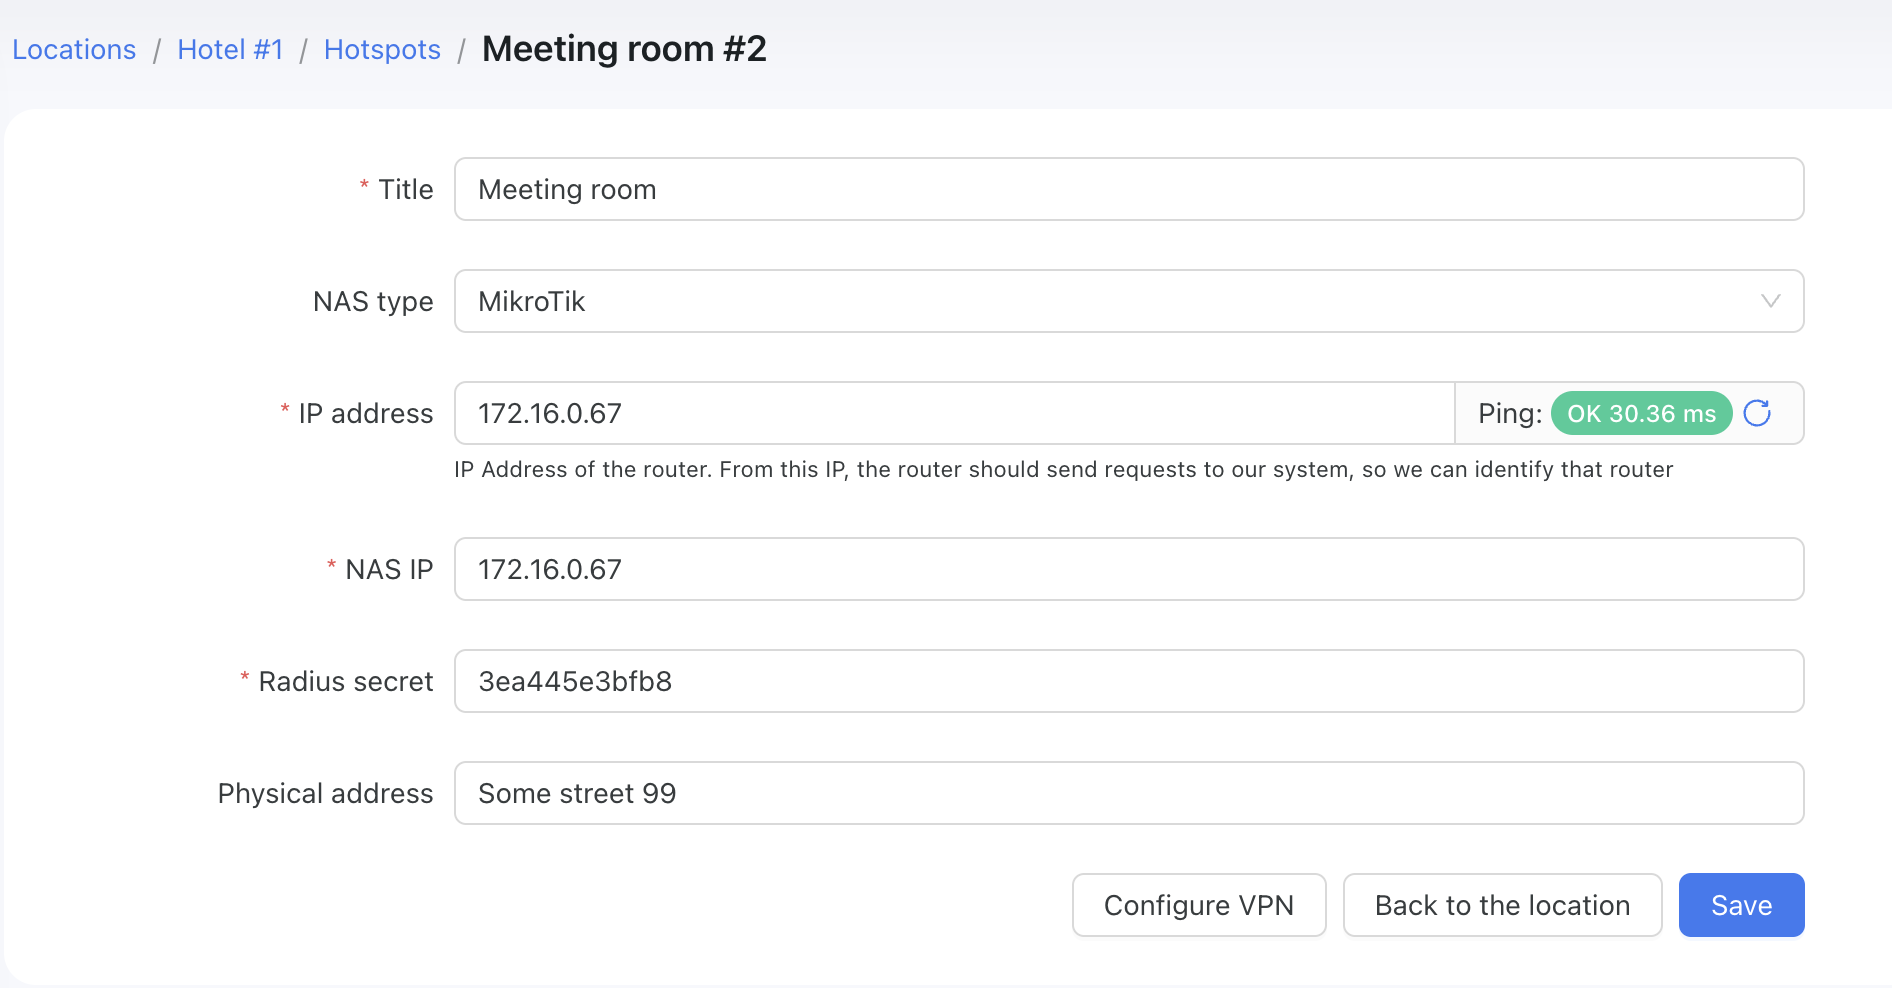 Locations / Hotel #1 / Hotspots / Meeting room #2
* Title Meeting room
NAS type MikroTik
* IP address 172.16.0.67 Ping: OK 30.36 ms
IP Address of the router. From this IP, the router should send requests to our system, so we can identify that router
* NAS IP 172.16.0.67
* Radius secret 3ea445e3bfb8
Physical address Some street 99
Configure VPN Back to the location Save